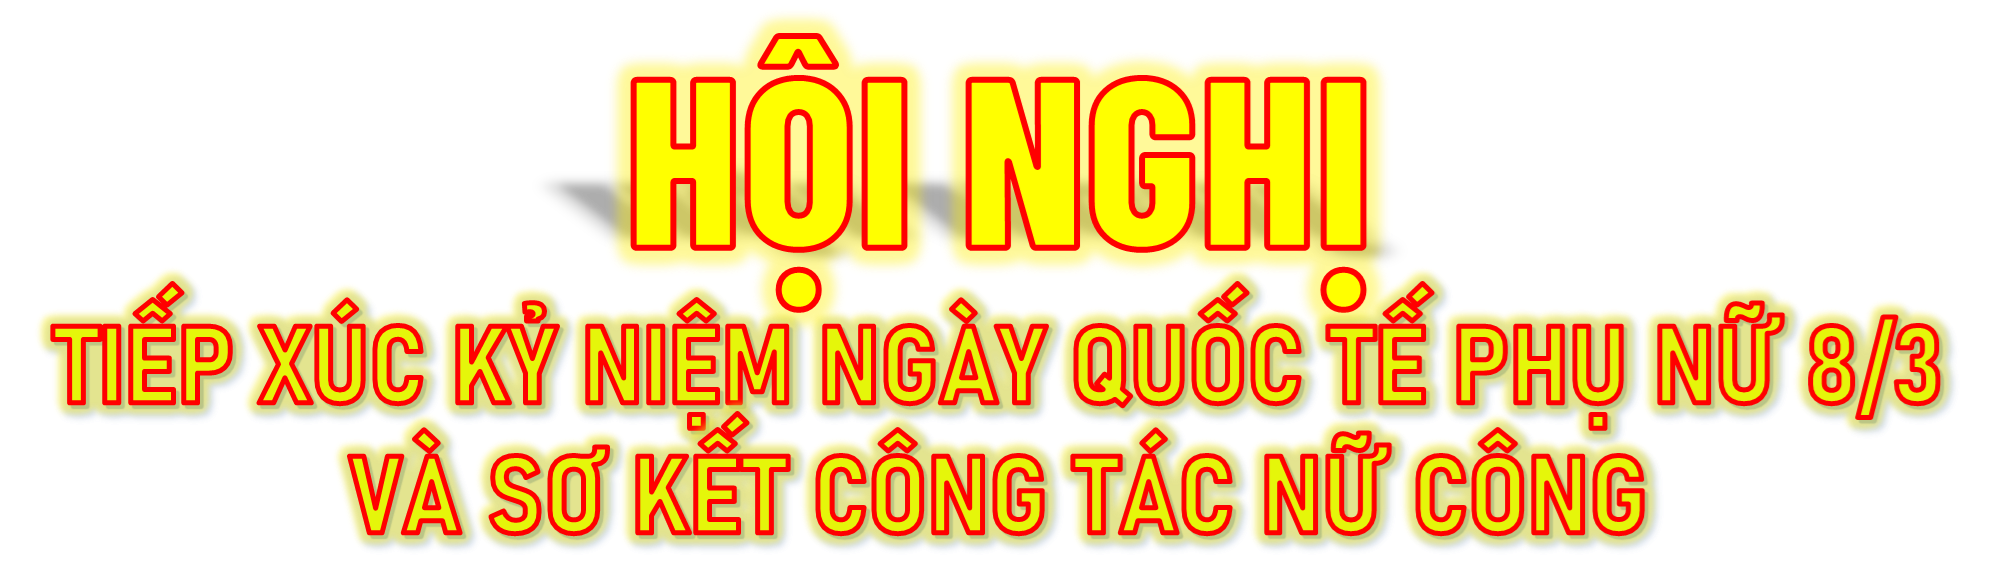 HỘI NGHỊ
TIẾP XÚC KỶ NIỆM NGÀY QUỐC TẾ PHỤ NỮ 8/3
VÀ SƠ KẾT CÔNG TÁC NỮ CÔNG